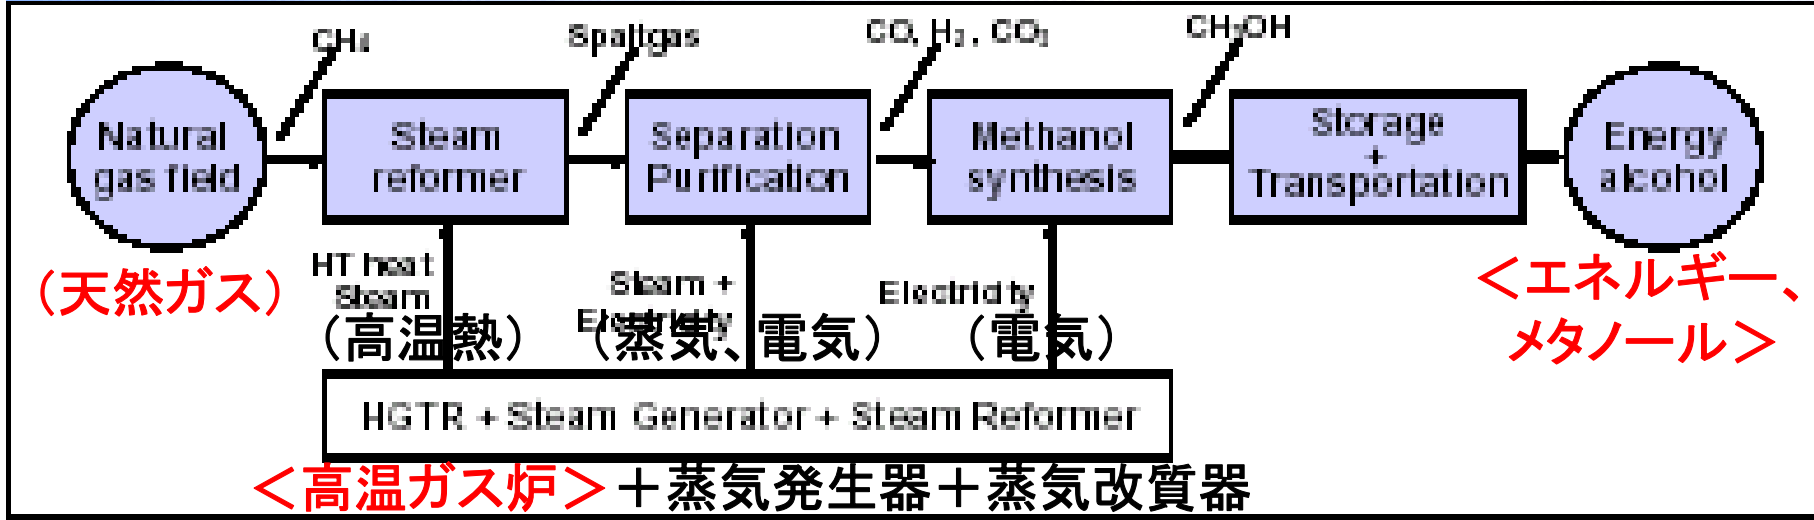 CH4
Spaltgas
CO, H2, CO2
CH3OH
Natural
gas field
Steam
reformer
Separation
Purification
Methanol
synthesis
Storage
+
Transportation
Energy
alcohol
(天然ガス)
HT heat
Steam
(高温熱)
Steam +
Electricity
(蒸気、電気)
Electricity
(電気)
<エネルギー、
メタノール>
HGTR + Steam Generator + Steam Reformer
<高温ガス炉>+蒸気発生器+蒸気改質器